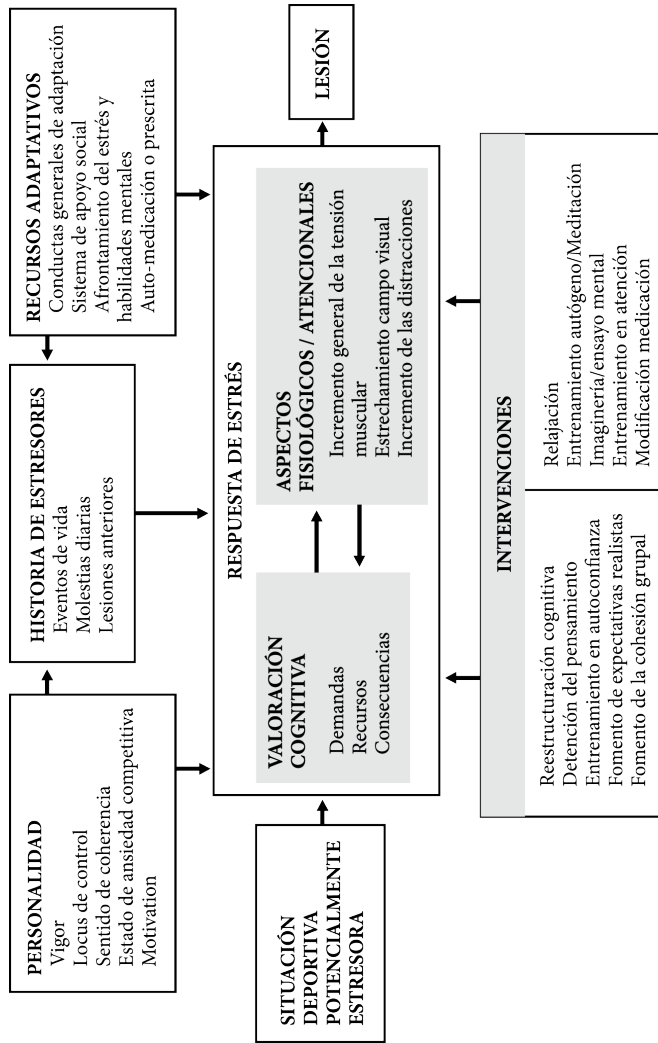 PERSONALIDAD
Vigor
Locus de control
Sentido de coherencia
Estado de ansiedad competitiva
Motivation
HISTORIA DE ESTRESORES
Eventos de vida
Molestias diarias
Lesiones anteriores
RECURSOS ADAPTATIVOS
Conductas generales de adaptación
Sistema de apoyo social
Afrontamiento del estrés y
habilidades mentales
Auto-medicación o prescrita
SITUACIÓN
DEPORTIVA
POTENCIALMENTE
ESTRESORA
RESPUESTA DE ESTRÉS
VALORACIÓN
COGNITIVA
Demandas
Recursos
Consecuencias
ASPECTOS
FISIOLÓGICOS / ATENCIONALES
Incremento general de la tensión
muscular
Estrechamiento campo visual
Incremento de las distracciones
LESIÓN
INTERVENCIONES
Reestructuración cognitiva
Detención del pensamiento
Entrenamiento en autoconfianza
Fomento de expectativas realistas
Fomento de la cohesión grupal
Relajación
Entrenamiento autógeno/Meditación
Imaginería/ensayo mental
Entrenamiento en atención
Modificación medicación